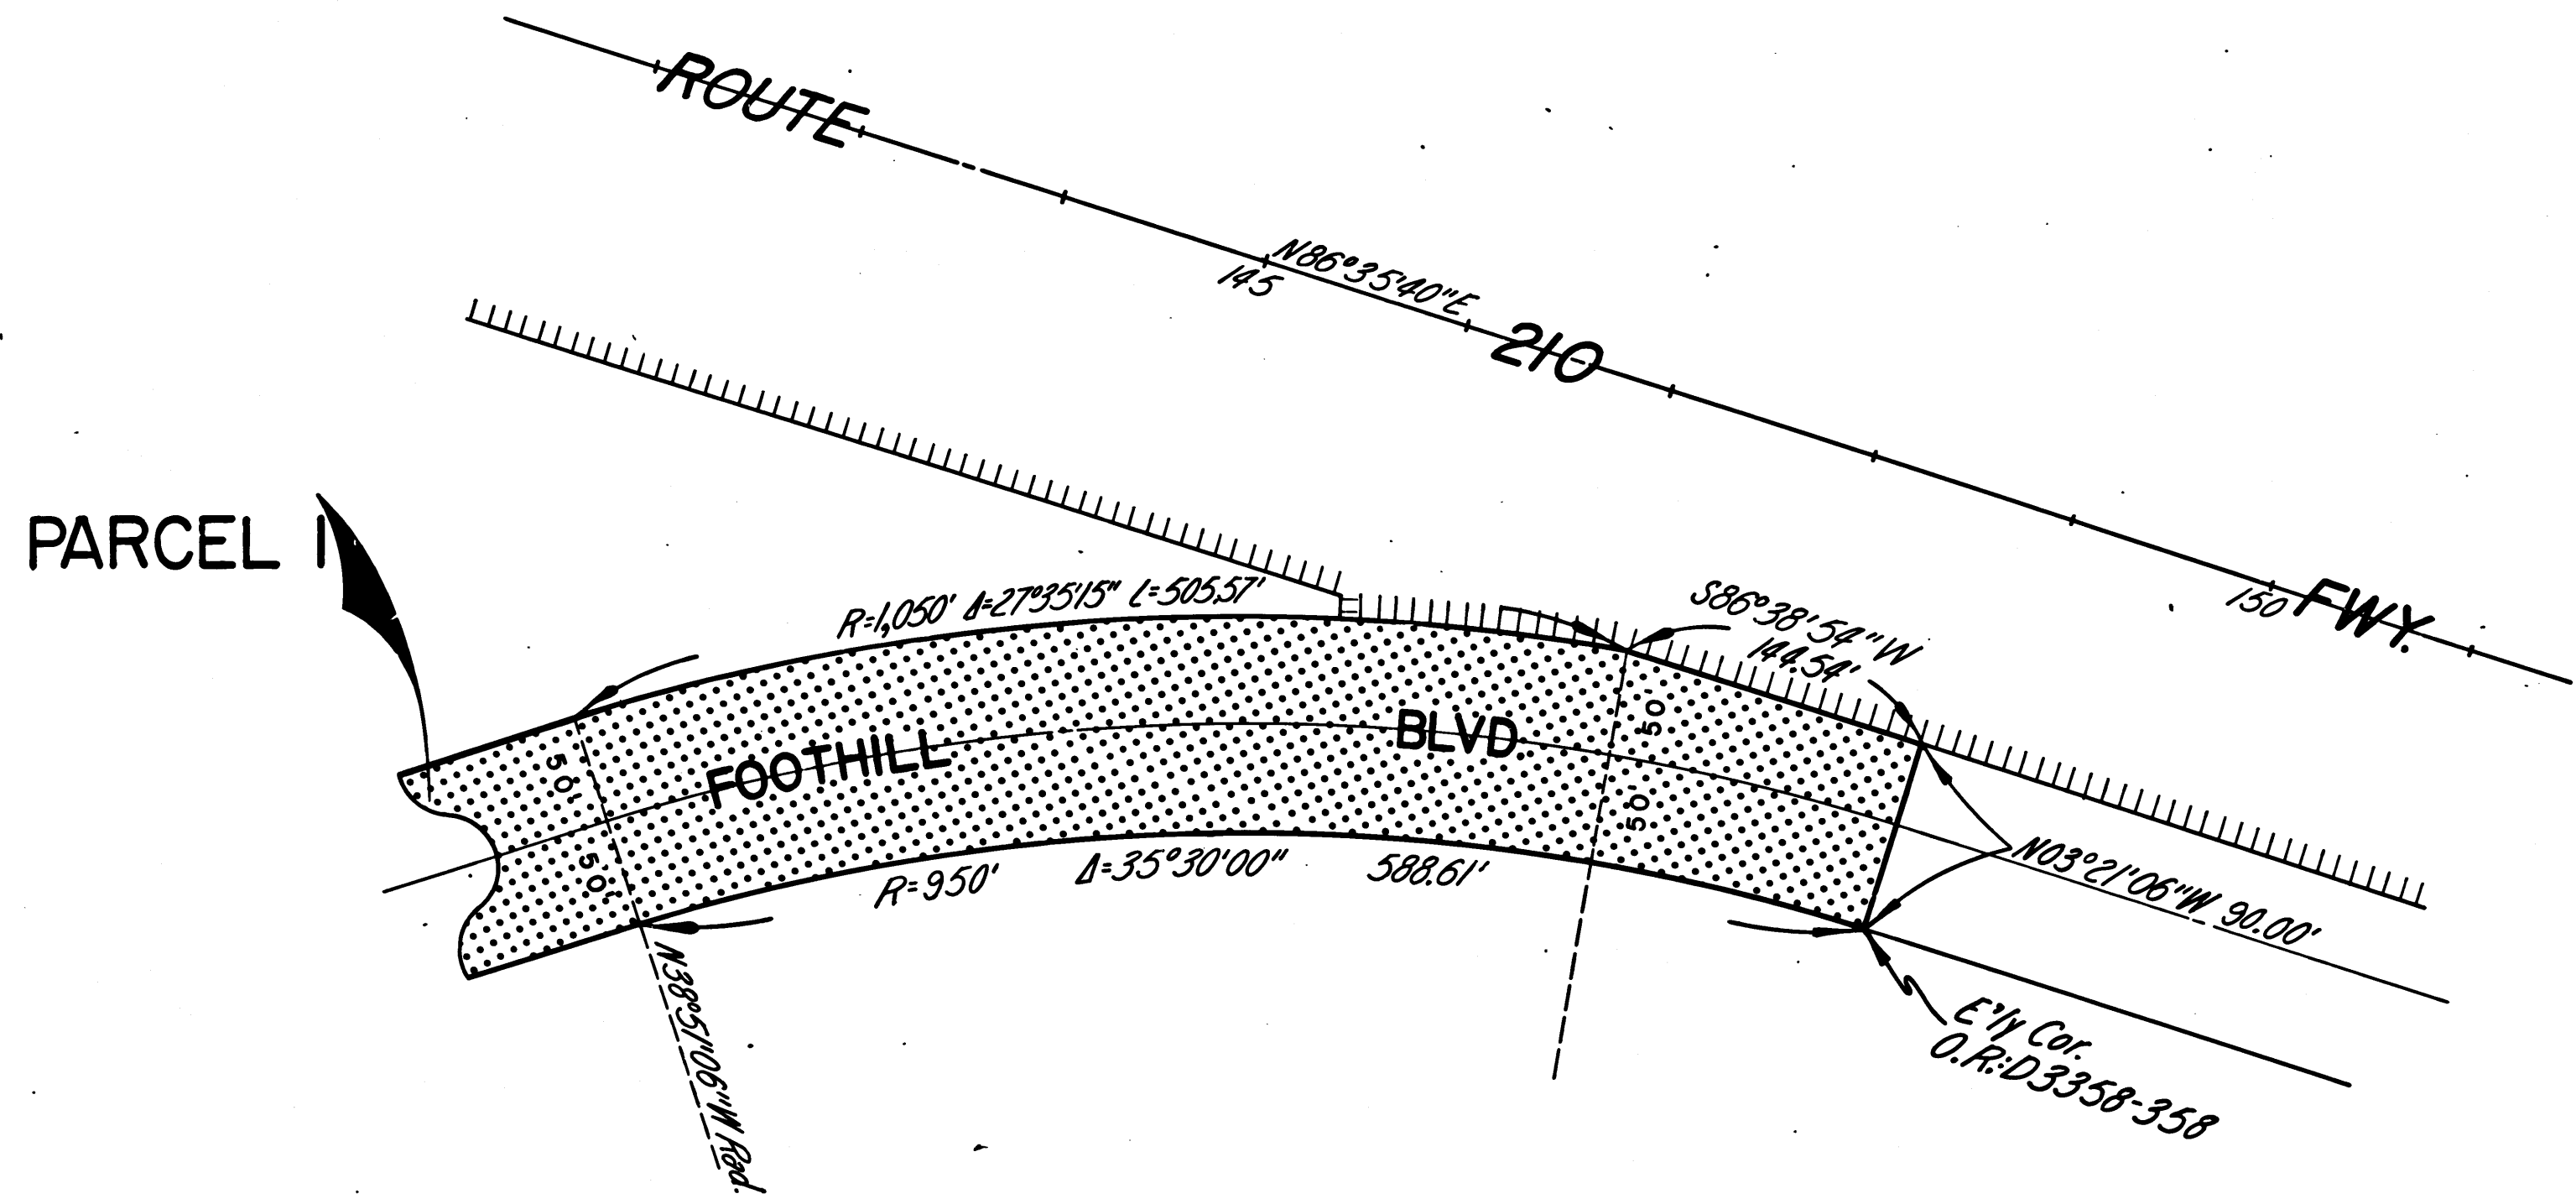 ROUTE
N86°35'40"E
145
210
150
FWY.
PARCEL 1
R=1,050' Δ=27°35'15" L=505.57'
S86°38'54"W
144.54'
FOOTHILL
BLVD
50'
50'
50'
50'
R=950' Δ=35°30'00" 588.61'
N03°21'06"W 90.00'
N38°51'06"W Rad.
E'ly Cor.
O.R.:D3358-358